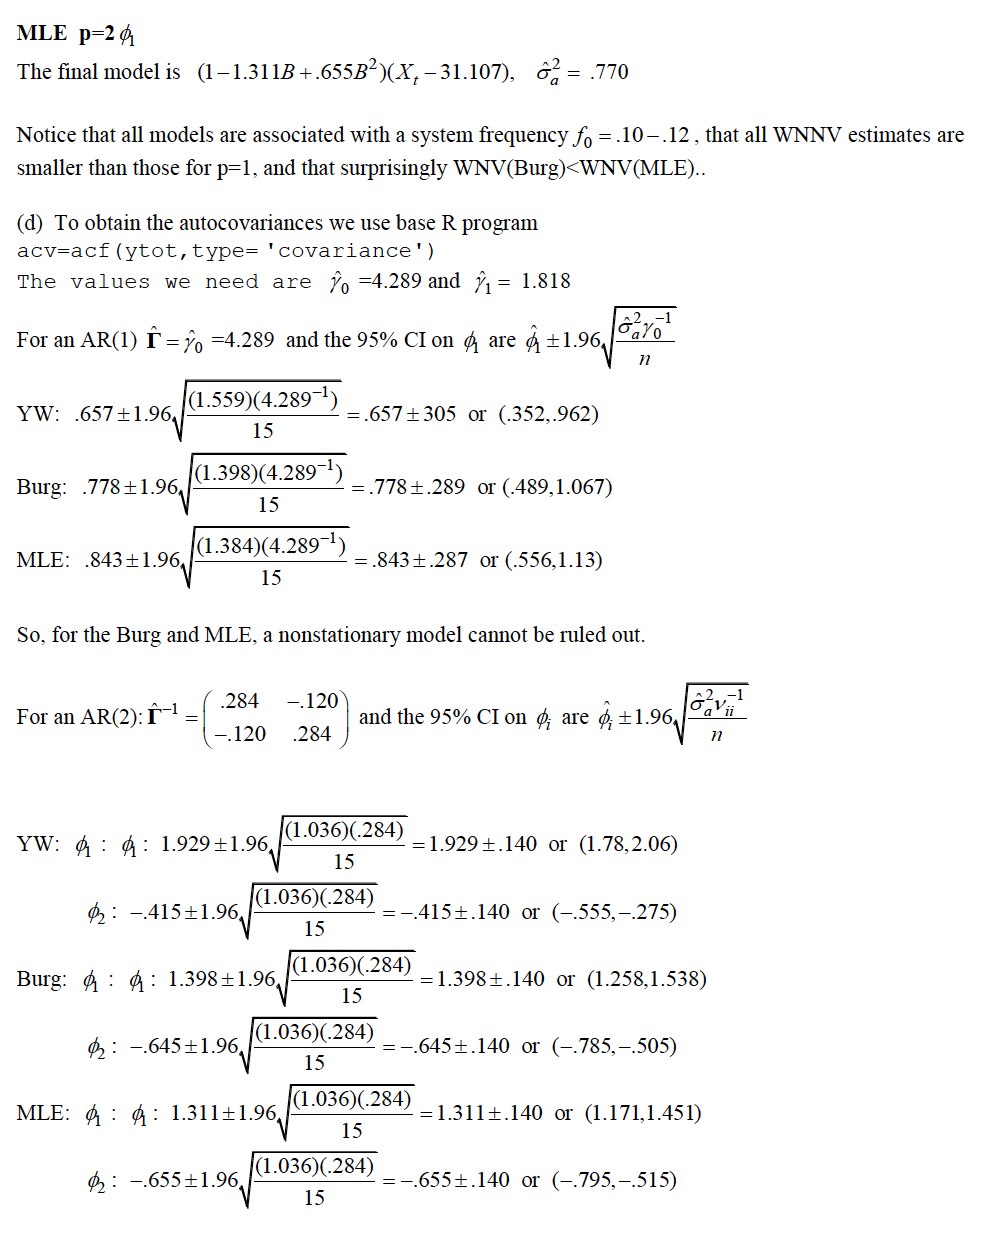 MLE p=2 ϕ₁
The final model is (1−1.311B+.655B²)(Xₜ−31.107), σ̂ₐ² = .770
Notice that all models are associated with a system frequency f₀ = .10−.12, that all WNNV estimates are
smaller than those for p=1, and that surprisingly WNV(Burg)<WNV(MLE)..
(d) To obtain the autocovariances we use base R program
acv=acf(ytot,type= 'covariance')
The values we need are γ̂₀ =4.289 and γ̂₁ = 1.818
For an AR(1) Γ̂ = γ̂₀ =4.289 and the 95% CI on ϕ₁ are ϕ̂₁ ±1.96√(σ̂ₐ²γ₀⁻¹/n)
YW: .657±1.96√((1.559)(4.289⁻¹)/15) = .657±305 or (.352,.962)
Burg: .778±1.96√((1.398)(4.289⁻¹)/15) = .778±.289 or (.489,1.067)
MLE: .843±1.96√((1.384)(4.289⁻¹)/15) = .843±.287 or (.556,1.13)
So, for the Burg and MLE, a nonstationary model cannot be ruled out.
For an AR(2): Γ̂⁻¹ = (.284 −.120; −.120 .284) and the 95% CI on ϕᵢ are ϕ̂ᵢ ±1.96√(σ̂ₐ²νᵢᵢ⁻¹/n)
YW: ϕ₁ : ϕ₁ : 1.929±1.96√((1.036)(.284)/15) = 1.929±.140 or (1.78,2.06)
ϕ₂ : −.415±1.96√((1.036)(.284)/15) = −.415±.140 or (−.555,−.275)
Burg: ϕ₁ : ϕ₁ : 1.398±1.96√((1.036)(.284)/15) = 1.398±.140 or (1.258,1.538)
ϕ₂ : −.645±1.96√((1.036)(.284)/15) = −.645±.140 or (−.785,−.505)
MLE: ϕ₁ : ϕ₁ : 1.311±1.96√((1.036)(.284)/15) = 1.311±.140 or (1.171,1.451)
ϕ₂ : −.655±1.96√((1.036)(.284)/15) = −.655±.140 or (−.795,−.515)